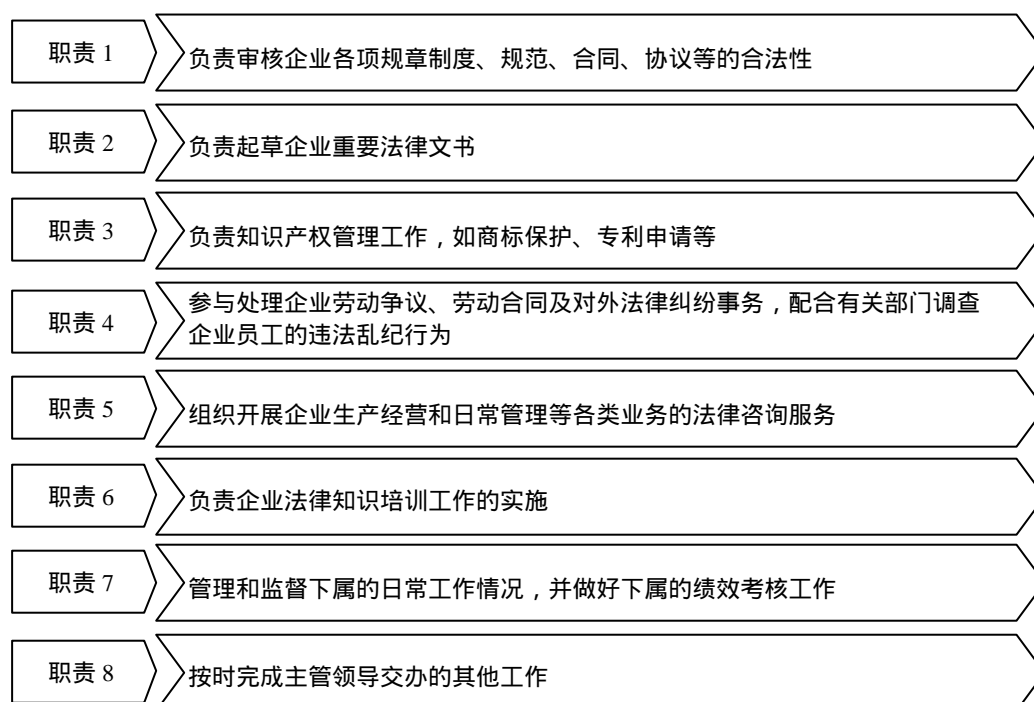 职责 1
负责审核企业各项规章制度、规范、合同、协议等的合法性
职责 2
负责起草企业重要法律文书
职责 3
负责知识产权管理工作，如商标保护、专利申请等
职责 4
参与处理企业劳动争议、劳动合同及对外法律纠纷事务，配合有关部门调查
企业员工的违法乱纪行为
职责 5
组织开展企业生产经营和日常管理等各类业务的法律咨询服务
职责 6
负责企业法律知识培训工作的实施
职责 7
管理和监督下属的日常工作情况，并做好下属的绩效考核工作
职责 8
按时完成主管领导交办的其他工作